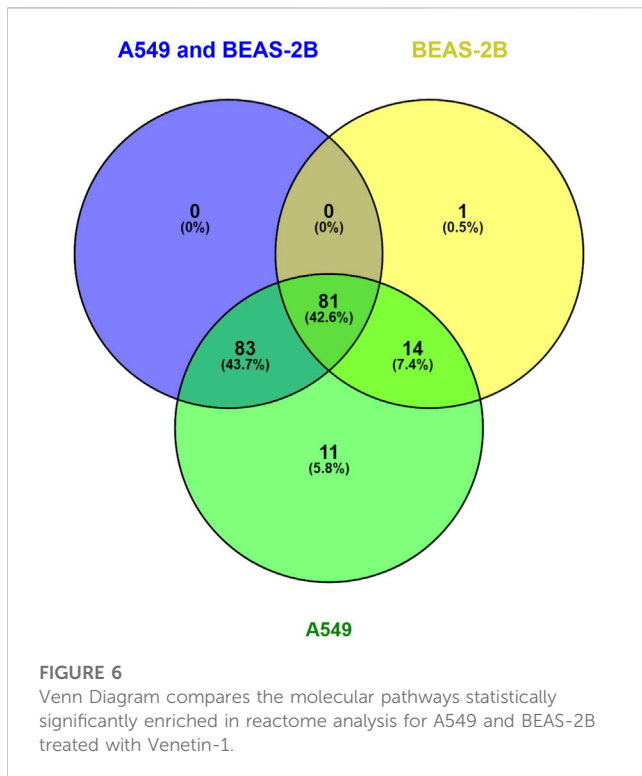 A549 and BEAS-2B
BEAS-2B
0
(0%)
0
(0%)
1
(0.5%)
81
(42.6%)
83
(43.7%)
14
(7.4%)
11
(5.8%)
A549
FIGURE 6
Venn Diagram compares the molecular pathways statistically
significantly enriched in reactome analysis for A549 and BEAS-2B
treated with Venetin-1.